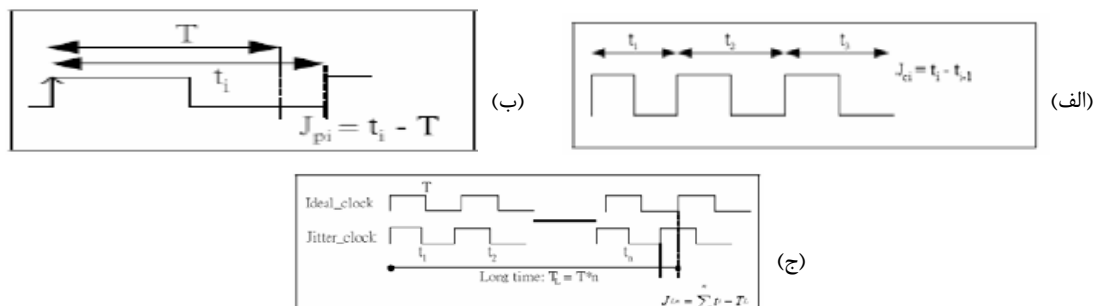 T
t_i
J_pi = t_i - T
(ب)
t_1 t_2 t_3
J_ci = t_i - t_i-1
(الف)
T
Ideal_clock
Jitter_clock
t_1 t_2 t_n
Long time: T_L = T*n
(ج)